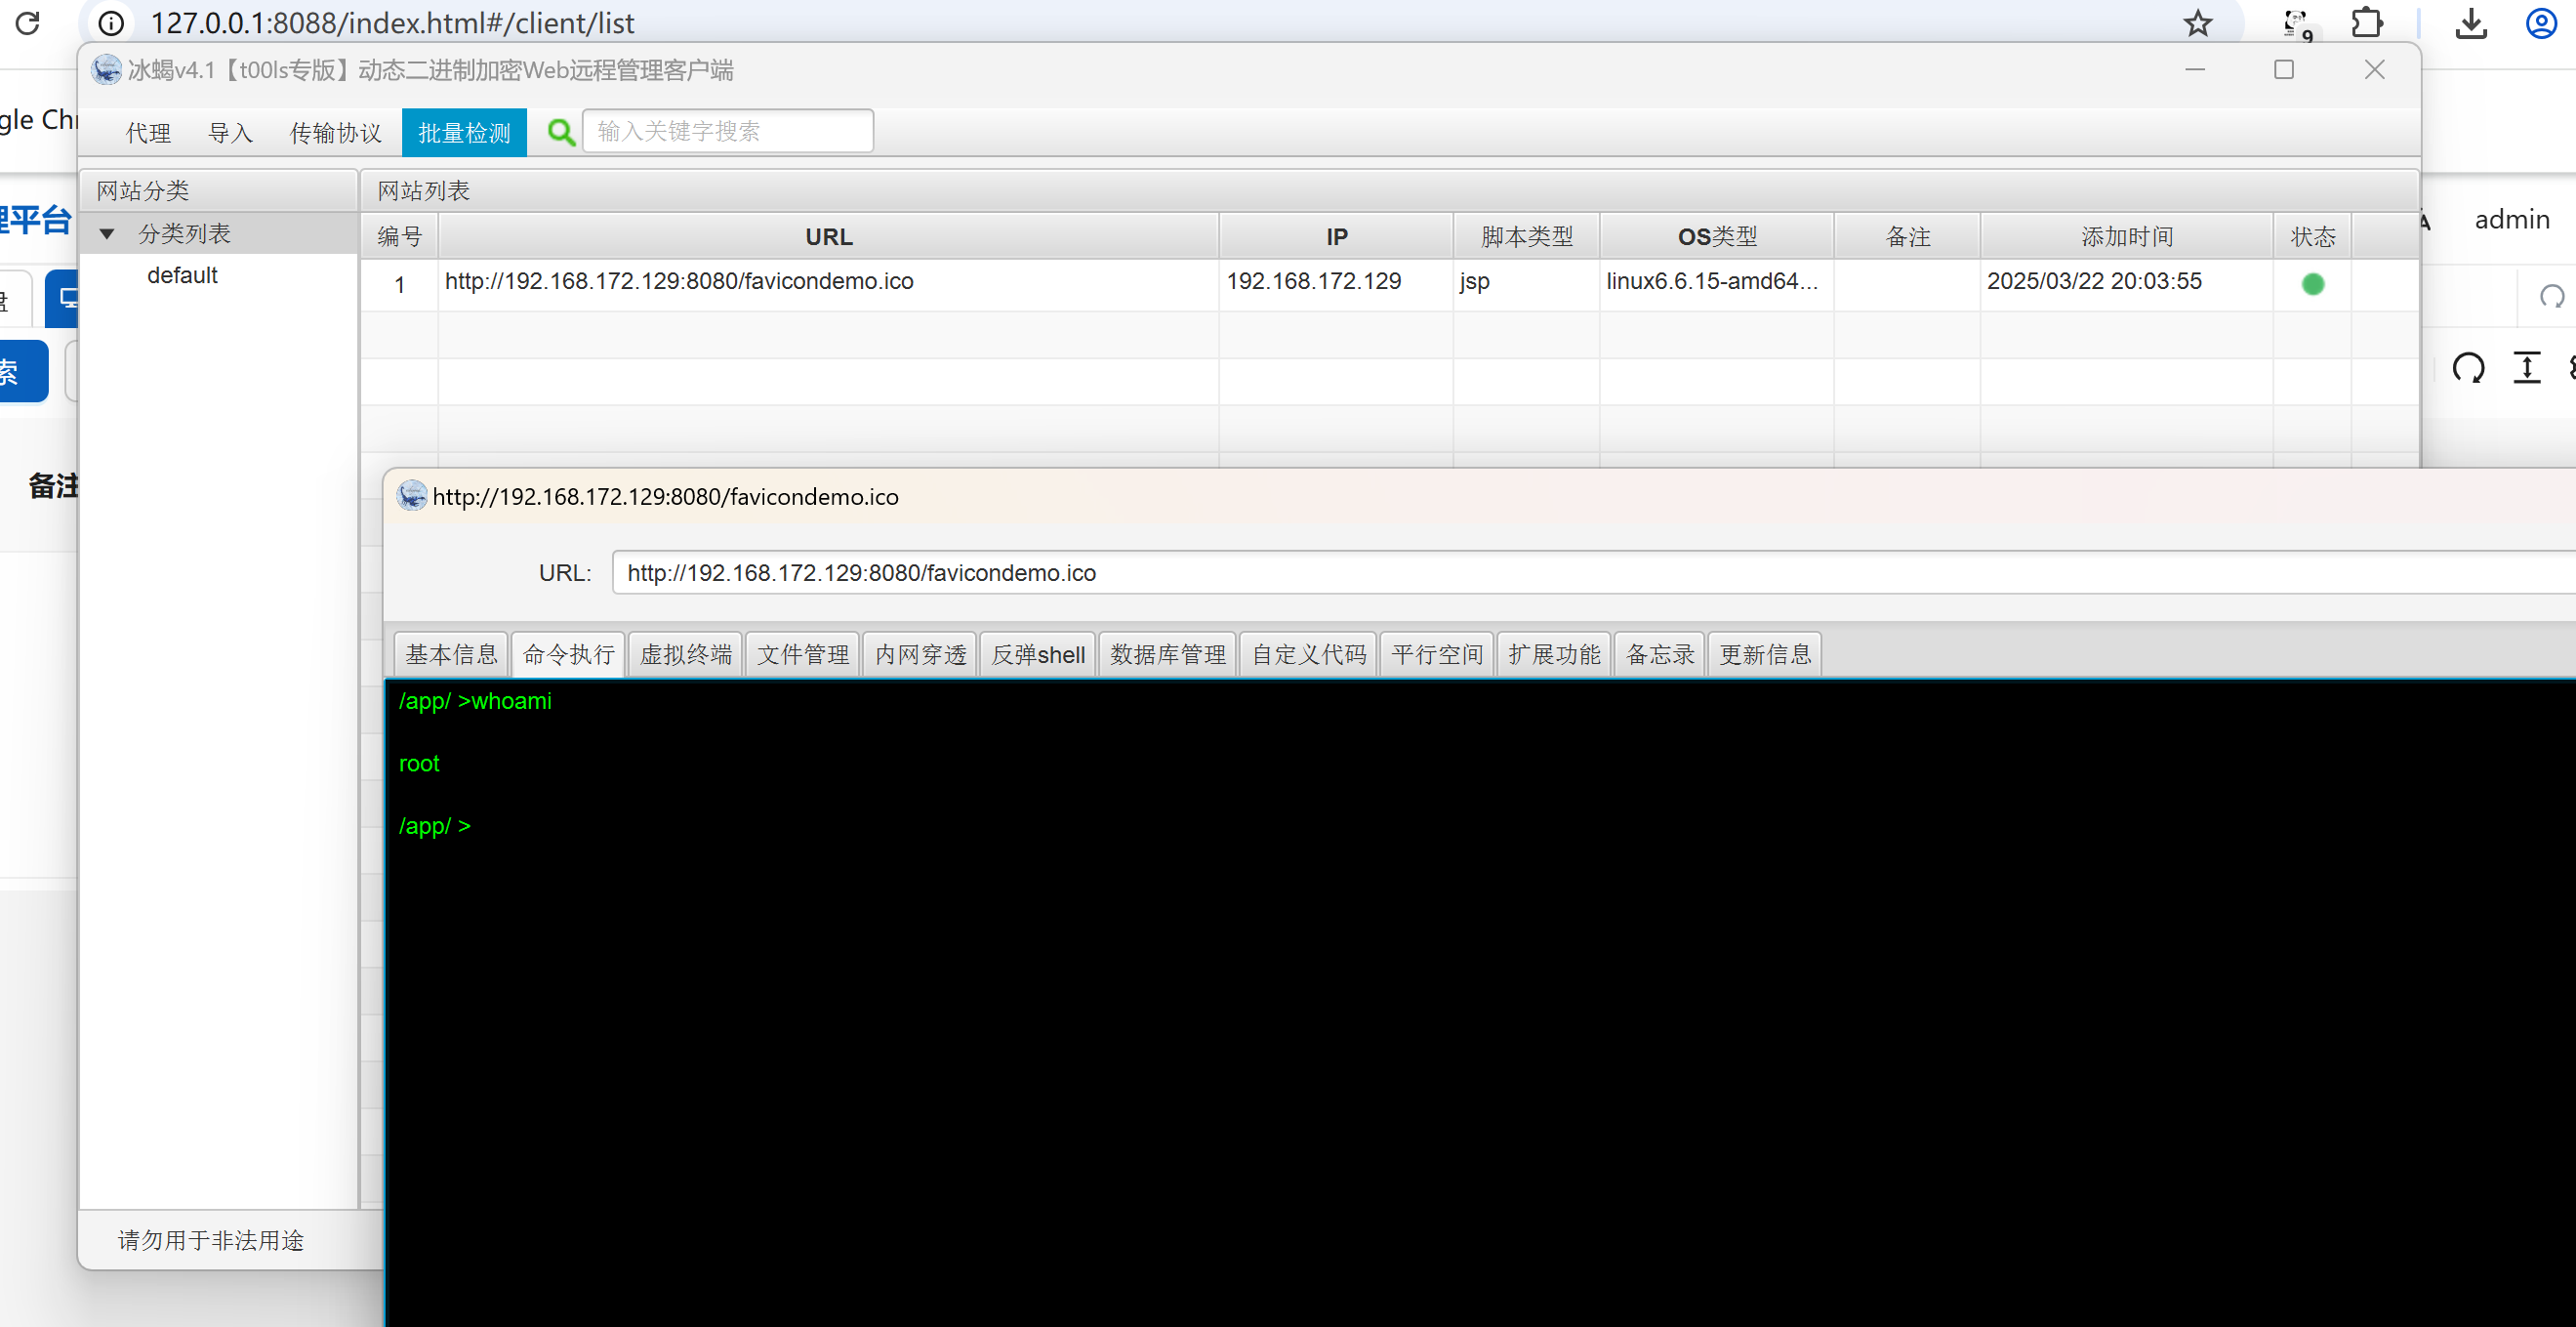 127.0.0.1:8088/index.html#/client/list
9
冰蝎v4.1【t00ls专版】动态二进制加密Web远程管理客户端
gle Chr
代理 导入 传输协议 批量检测 输入关键字搜索
网站分类 网站列表
理平台 admin
分类列表 编号 URL IP 脚本类型 OS类型 备注 添加时间 状态
default 1 http://192.168.172.129:8080/favicondemo.ico 192.168.172.129 jsp linux6.6.15-amd64... 2025/03/22 20:03:55
盘
索
备注
http://192.168.172.129:8080/favicondemo.ico
URL: http://192.168.172.129:8080/favicondemo.ico
基本信息 命令执行 虚拟终端 文件管理 内网穿透 反弹shell 数据库管理 自定义代码 平行空间 扩展功能 备忘录 更新信息
/app/ >whoami
root
/app/ >
请勿用于非法用途